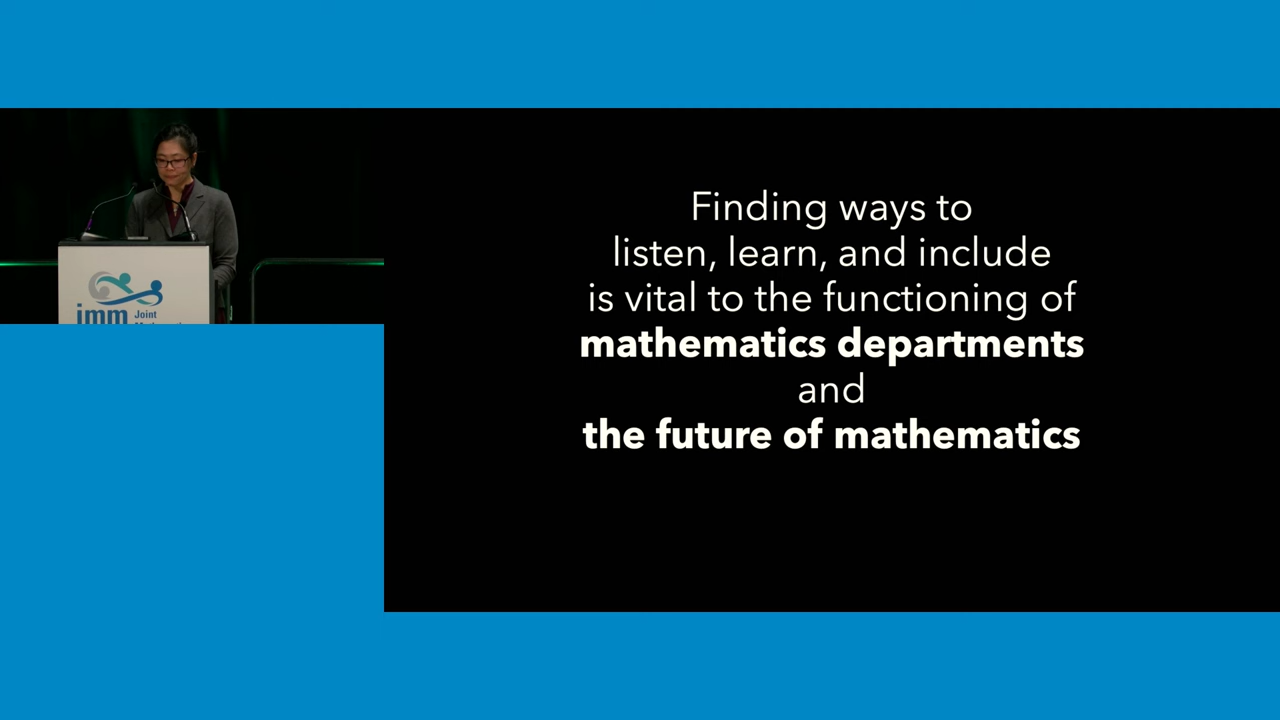 Finding ways to
listen, learn, and include
is vital to the functioning of
mathematics departments
and
the future of mathematics
jmm
Joint